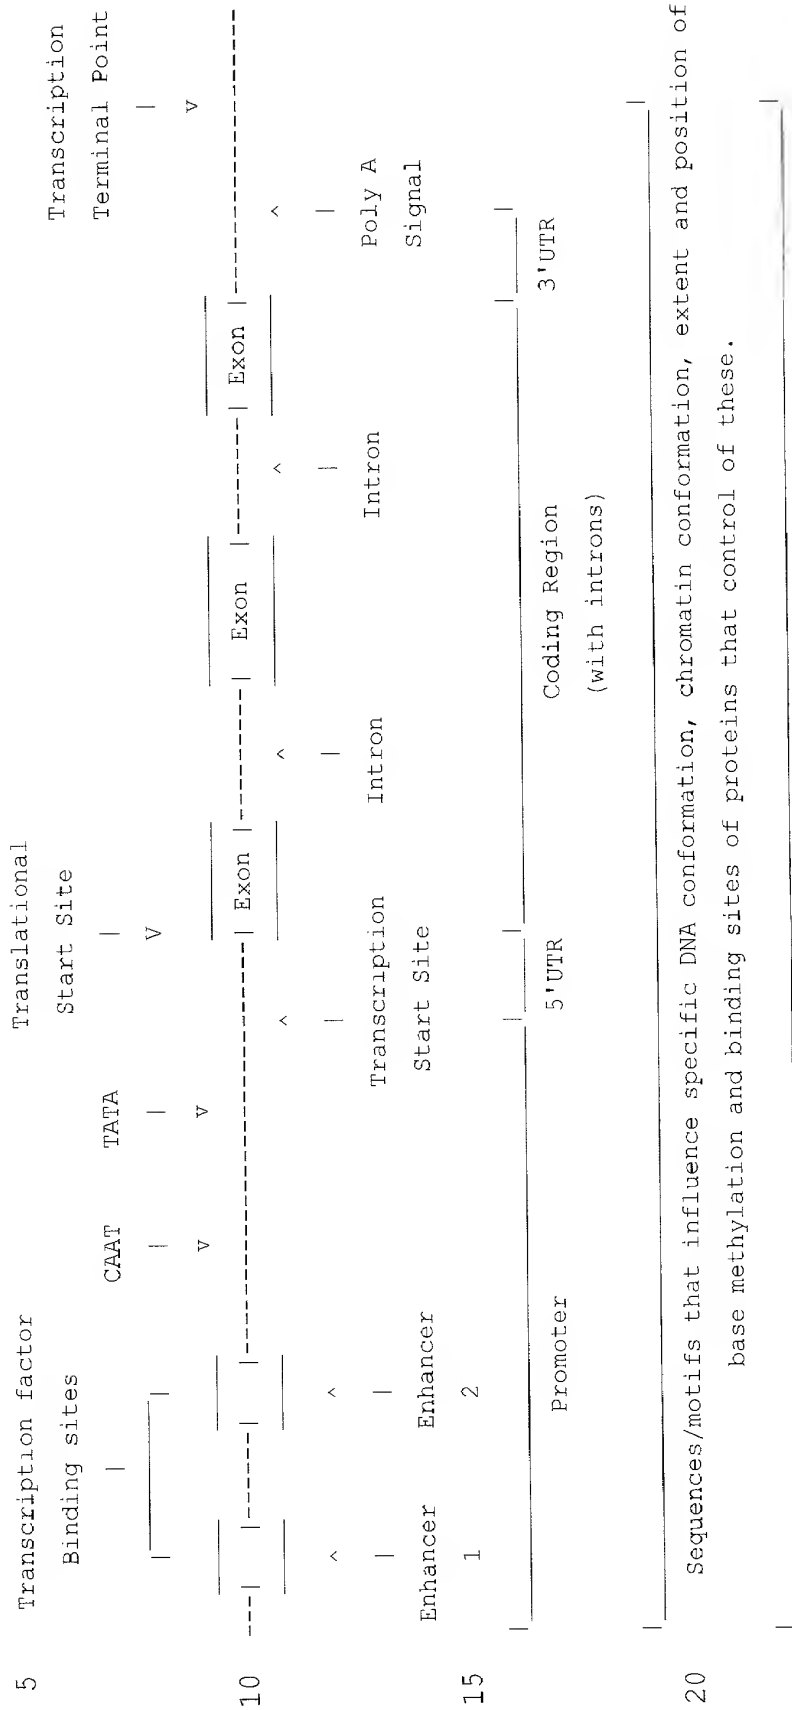 5 Transcription factor Translational Transcription
Binding sites Start Site Terminal Point
CAAT TATA
10 Exon Exon Exon
Transcription Intron Intron Poly A
Enhancer Enhancer Start Site Signal
15 1 2
Promoter 5'UTR Coding Region 3'UTR
(with introns)
20 Sequences/motifs that influence specific DNA conformation, chromatin conformation, extent and position of
base methylation and binding sites of proteins that control of these.